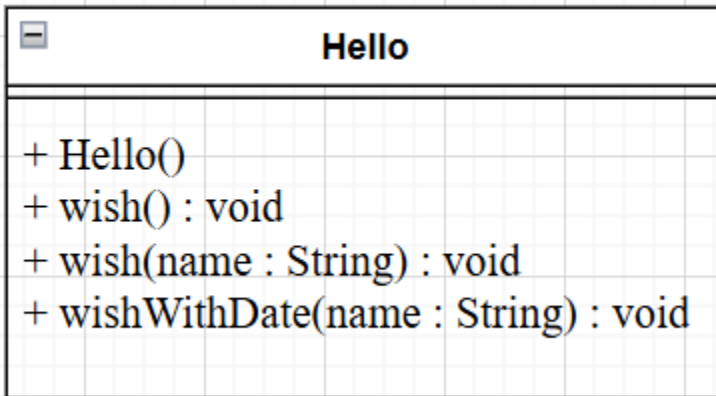 Hello
+ Hello()
+ wish() : void
+ wish(name : String) : void
+ wishWithDate(name : String) : void